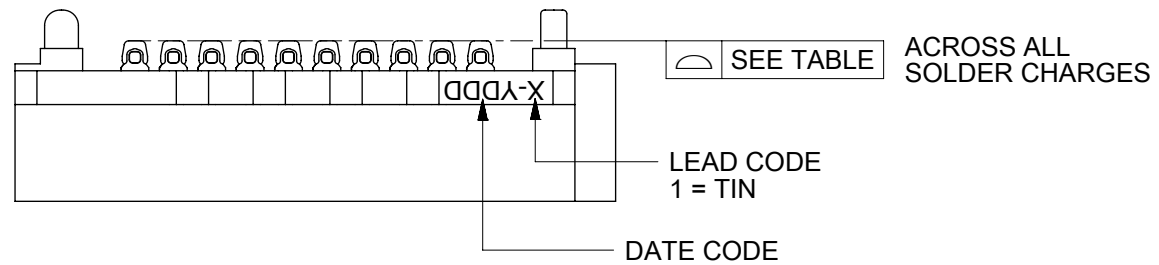 SEE TABLE
ACROSS ALL
SOLDER CHARGES
X-YDDD
LEAD CODE
1 = TIN
DATE CODE